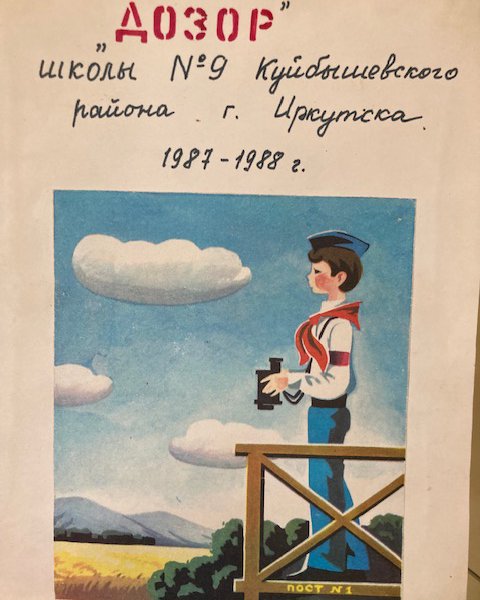 "ДОЗОР"
школы №9 Куйбышевского
района г. Иркутска.
1987-1988 г.
ПОСТ №1